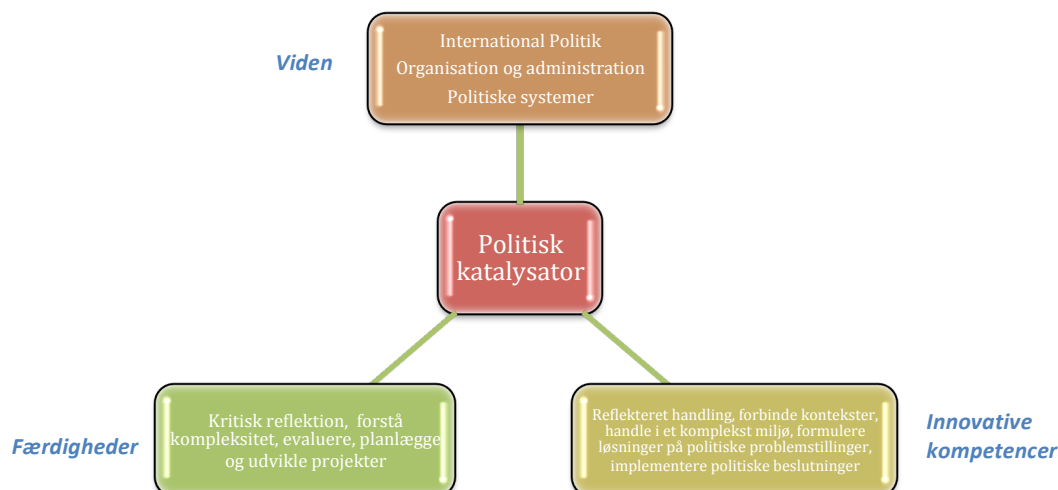 Viden
International Politik
Organisation og administration
Politiske systemer
Politisk
katalysator
Færdigheder
Kritisk reflektion, forstå
kompleksitet, evaluere, planlægge
og udvikle projekter
Reflekteret handling, forbinde kontekster,
handle i et komplekst miljø, formulere
løsninger på politiske problemstillinger,
implementere politiske beslutninger
Innovative
kompetencer